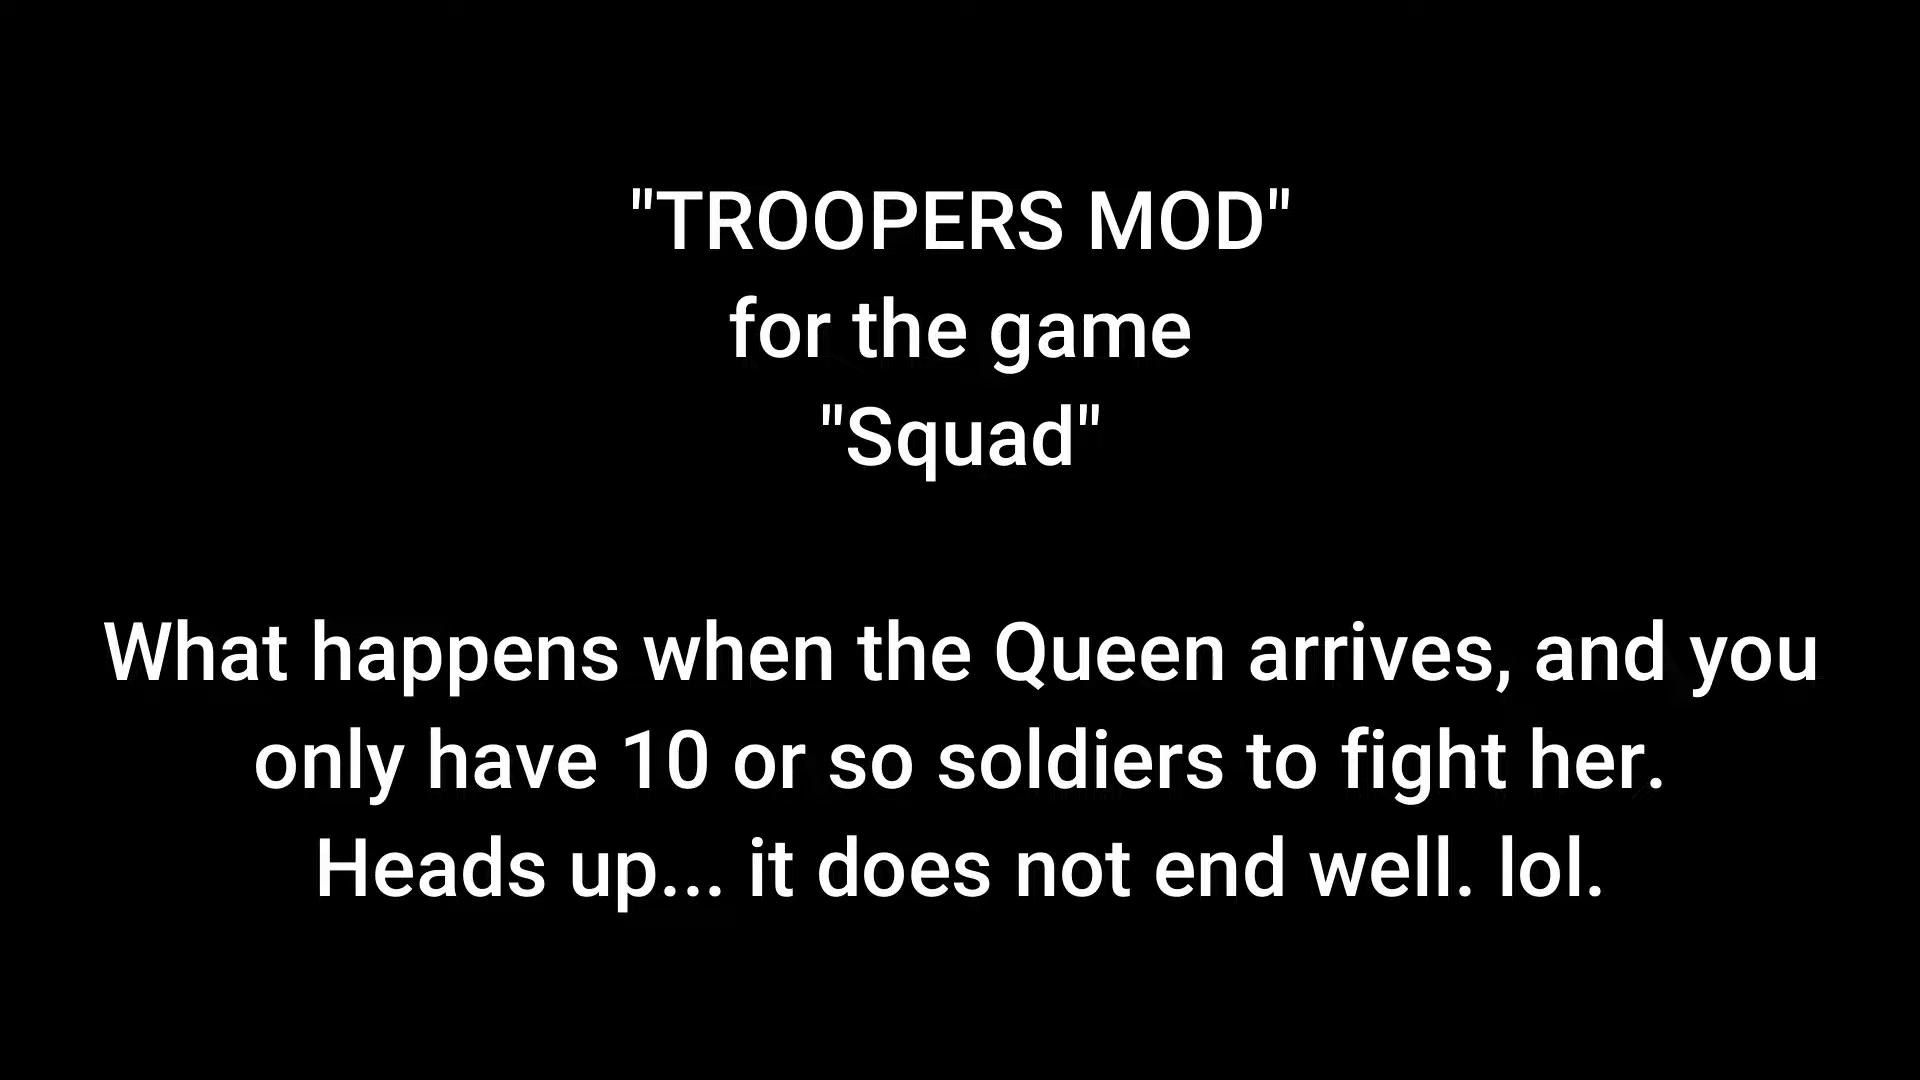 "TROOPERS MOD"
for the game
"Squad"
What happens when the Queen arrives, and you
only have 10 or so soldiers to fight her.
Heads up... it does not end well. lol.